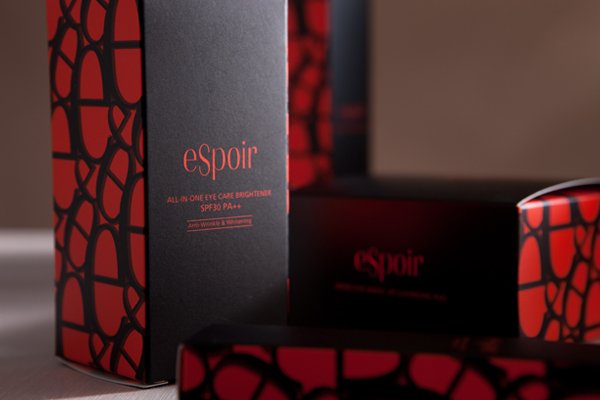 eSpoir
ALL-IN-ONE EYE CARE BRIGHTENER
SPF30 PA++
Anti-Wrinkle & Whitening
eSpoir